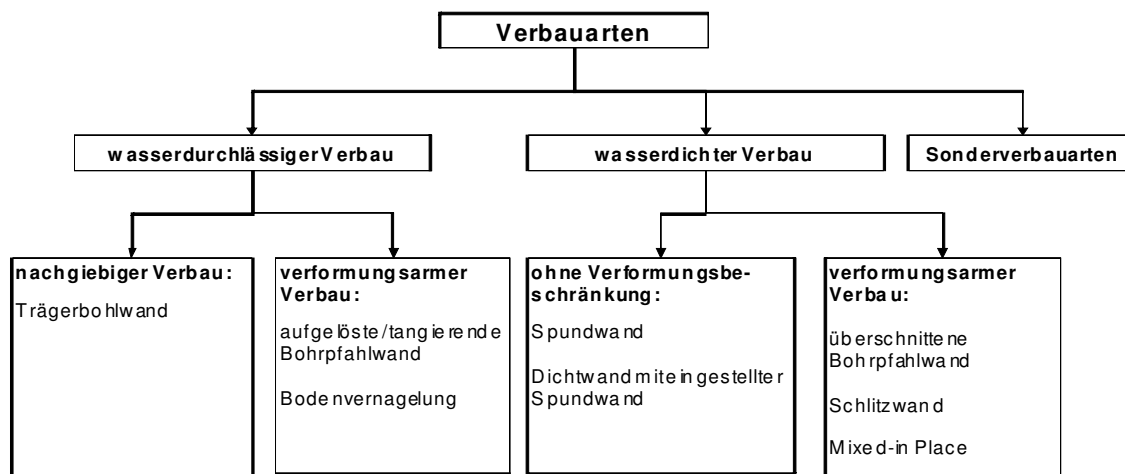 Verbauarten
wasserdurchlässiger Verbau
wasserdichter Verbau
Sonderverbauarten
nachgiebiger Verbau:
Trägerbohlwand
verformungsarmer
Verbau:
aufgelöste/tangierende
Bohrpfahlwand
Bodenvernagelung
ohne Verformungsbe-
schränkung:
Spundwand
Dichtwand mit eingestellter
Spundwand
verformungsarmer
Verbau:
überschnittene
Bohrpfahlwand
Schlitzwand
Mixed-in Place